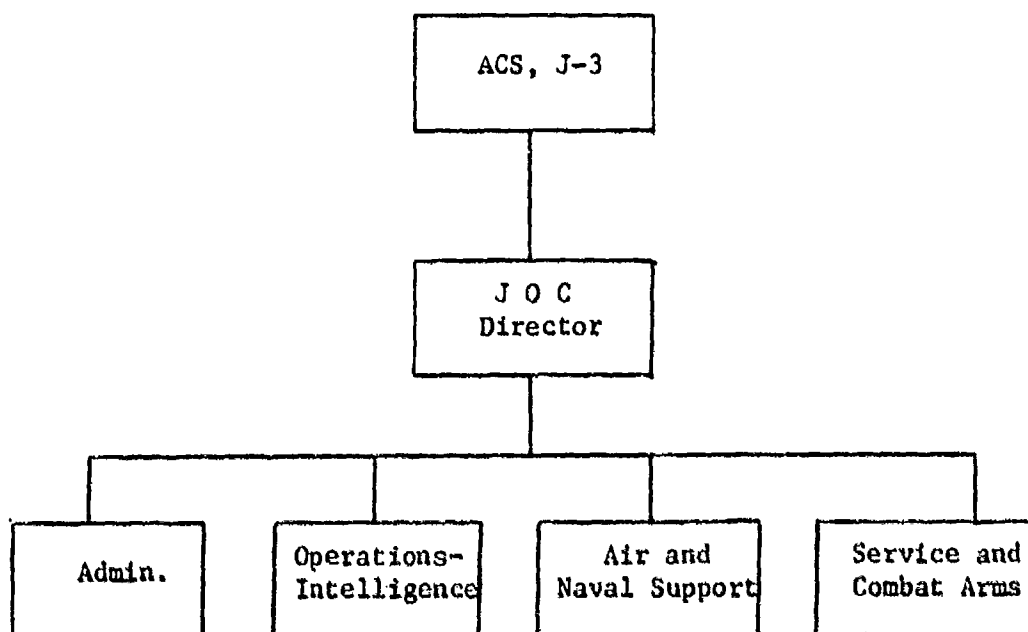 ACS, J-3
J O C
Director
Admin.
Operations-
Intelligence
Air and
Naval Support
Service and
Combat Arms